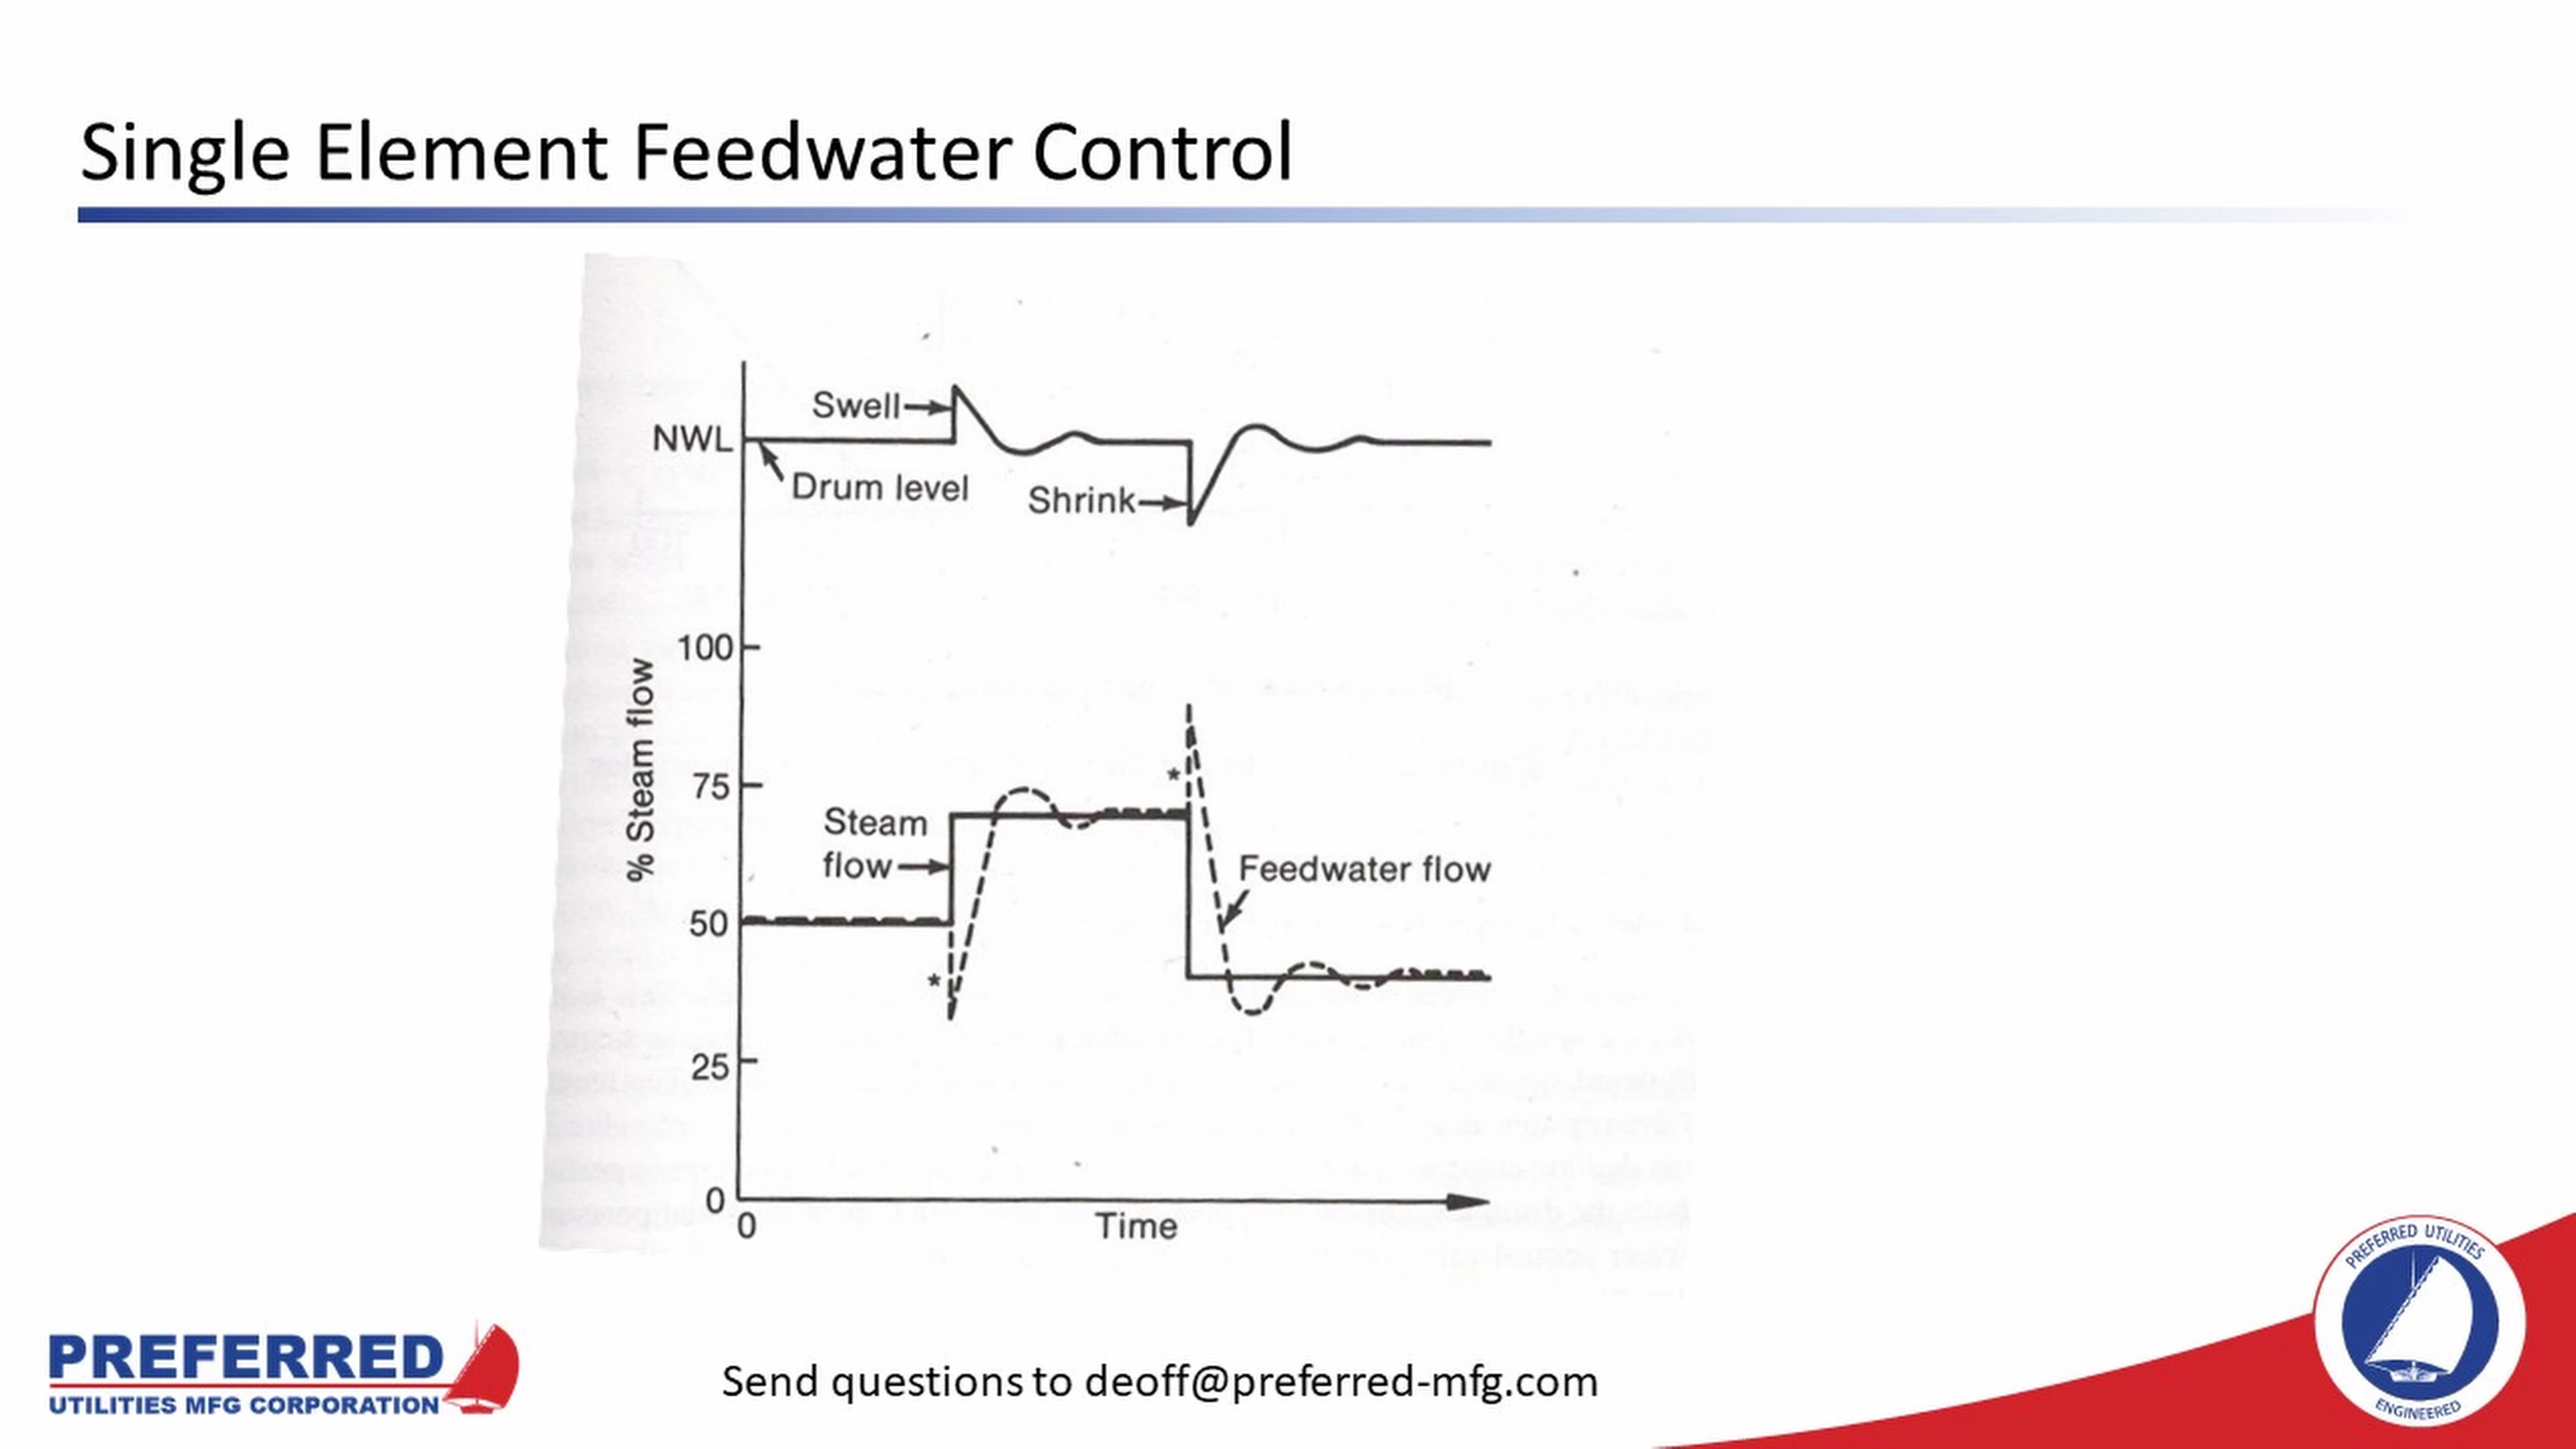 Single Element Feedwater Control
Swell
NWL
Drum level
Shrink
100
% Steam flow
75
*
Steam
flow
Feedwater flow
50
*
25
0
0
Time
PREFERRED
UTILITIES MFG CORPORATION
Send questions to deoff@preferred-mfg.com
PREFERRED UTILITIES
ENGINEERED